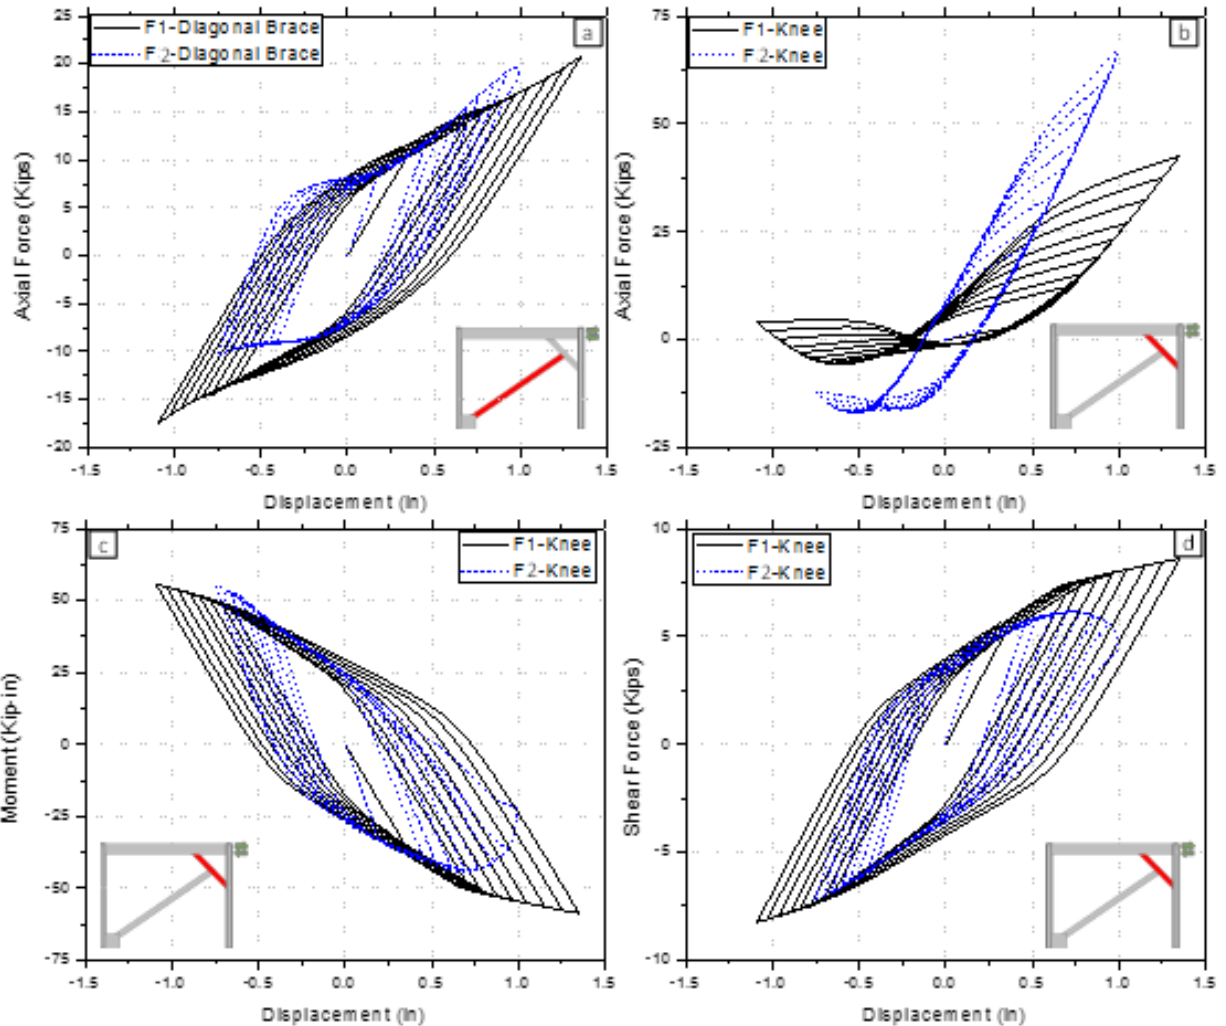 25
20
15
10
5
0
-5
-10
-15
-20
Axial Force (Kips)
F1-Diagonal Brace
F2-Diagonal Brace
a
-1.5 -1.0 -0.5 0.0 0.5 1.0 1.5
Displacement (in)
75
50
25
0
-25
Axial Force (Kips)
F1-Knee
F2-Knee
b
-1.5 -1.0 -0.5 0.0 0.5 1.0 1.5
Displacement (in)
75
50
25
0
-25
-50
-75
Moment(Kip-in)
c
F1-Knee
F2-Knee
-1.5 -1.0 -0.5 0.0 0.5 1.0 1.5
Displacement (in)
10
5
0
-5
-10
Shear Force (Kips)
F1-Knee
F2-Knee
d
-1.5 -1.0 -0.5 0.0 0.5 1.0 1.5
Displacement (in)